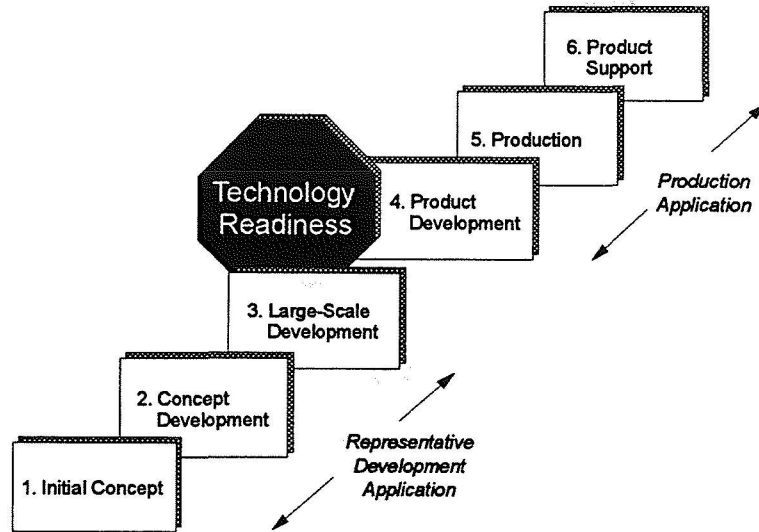 6. Product
Support
5. Production
Technology
Readiness
4. Product
Development
Production
Application
3. Large-Scale
Development
2. Concept
Development
Representative
Development
Application
1. Initial Concept